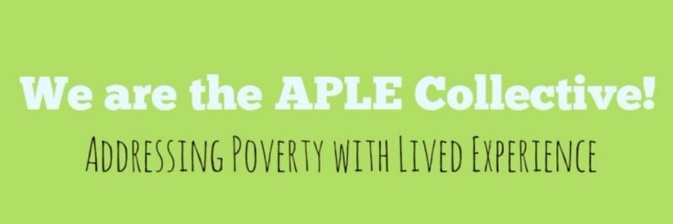 We are the APLE Collective!
Addressing Poverty with Lived Experience